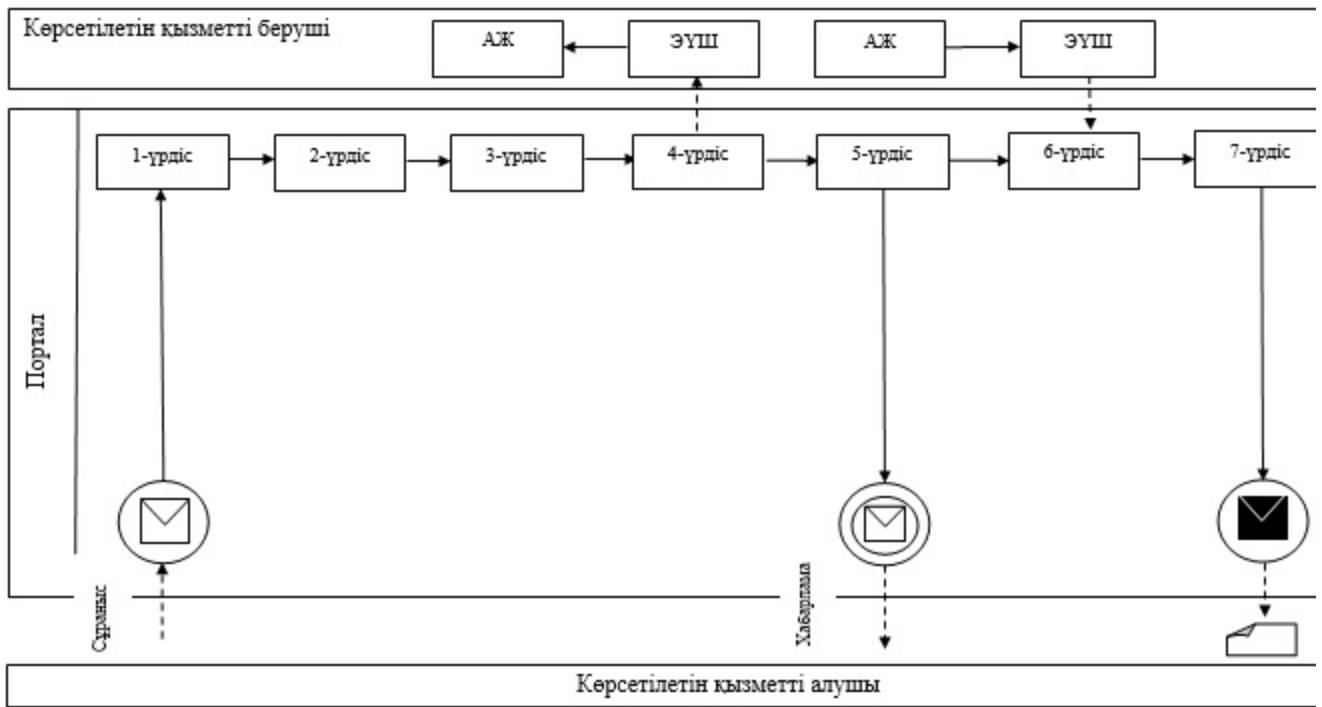 Көрсетілетін қызметті беруші
АЖ
ЭҮШ
АЖ
ЭҮШ
Портал
1-үрдіс
2-үрдіс
3-үрдіс
4-үрдіс
5-үрдіс
6-үрдіс
7-үрдіс
Сұраныс
Хабарлама
Көрсетілетін қызметті алушы